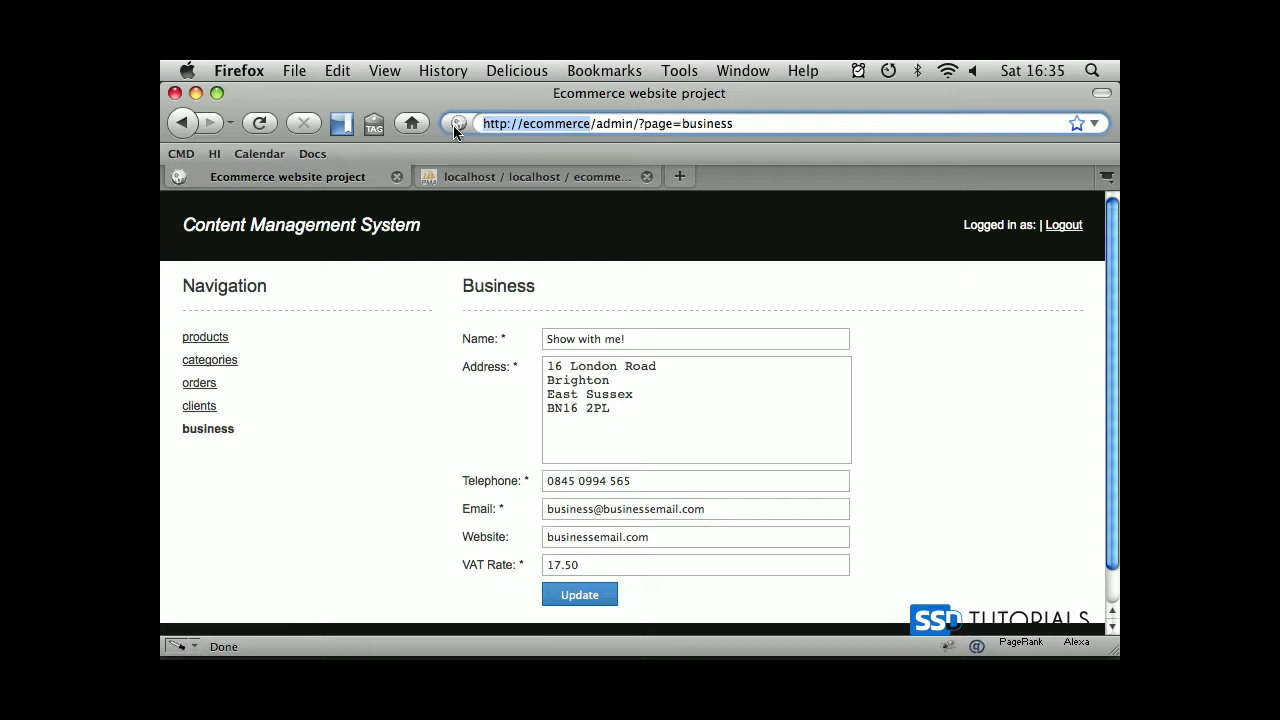 Firefox File Edit View History Delicious Bookmarks Tools Window Help Sat 16:35
Ecommerce website project
TAG http://ecommerce/admin/?page=business
CMD HI Calendar Docs
Ecommerce website project localhost / localhost / ecomme... +
Content Management System Logged in as: | Logout
Navigation
products
categories
orders
clients
business
Business
Name: * Show with me!
Address: * 16 London Road
Brighton
East Sussex
BN16 2PL
Telephone: * 0845 0994 565
Email: * business@businessemail.com
Website: businessemail.com
VAT Rate: * 17.50
Update
SSD TUTORIALS
Done PageRank Alexa